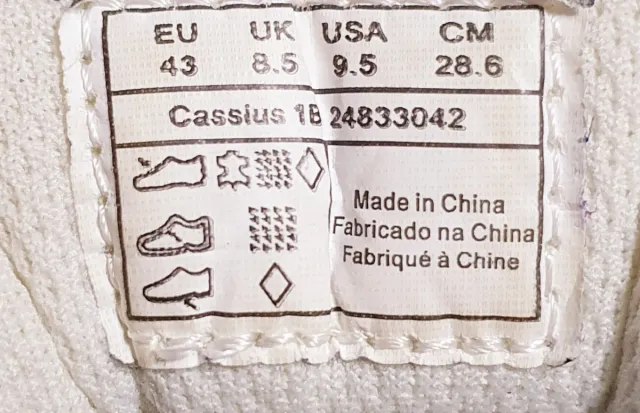 EU UK USA CM
43 8.5 9.5 28.6
Cassius 1B 24833042
Made in China
Fabricado na China
Fabriqué à Chine